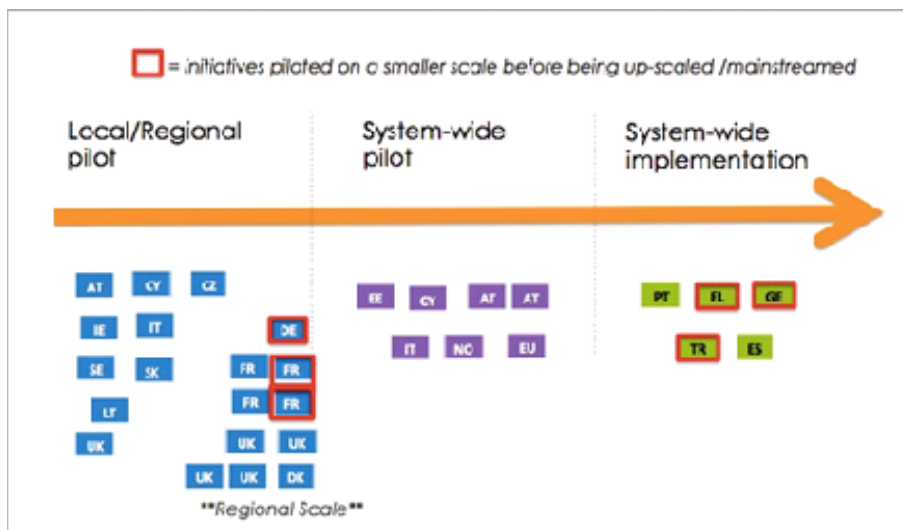 = initiatives piloted on a smaller scale before being up-scaled /mainstreamed
Local/Regional
pilot
System-wide
pilot
System-wide
implementation
AT CY CZ
EE CY AT AT
PT EL GE
IE IT DE
IT NO EU
TR ES
SE SK FR FR
LT FR FR
UK UK UK
UK UK DK
**Regional Scale**